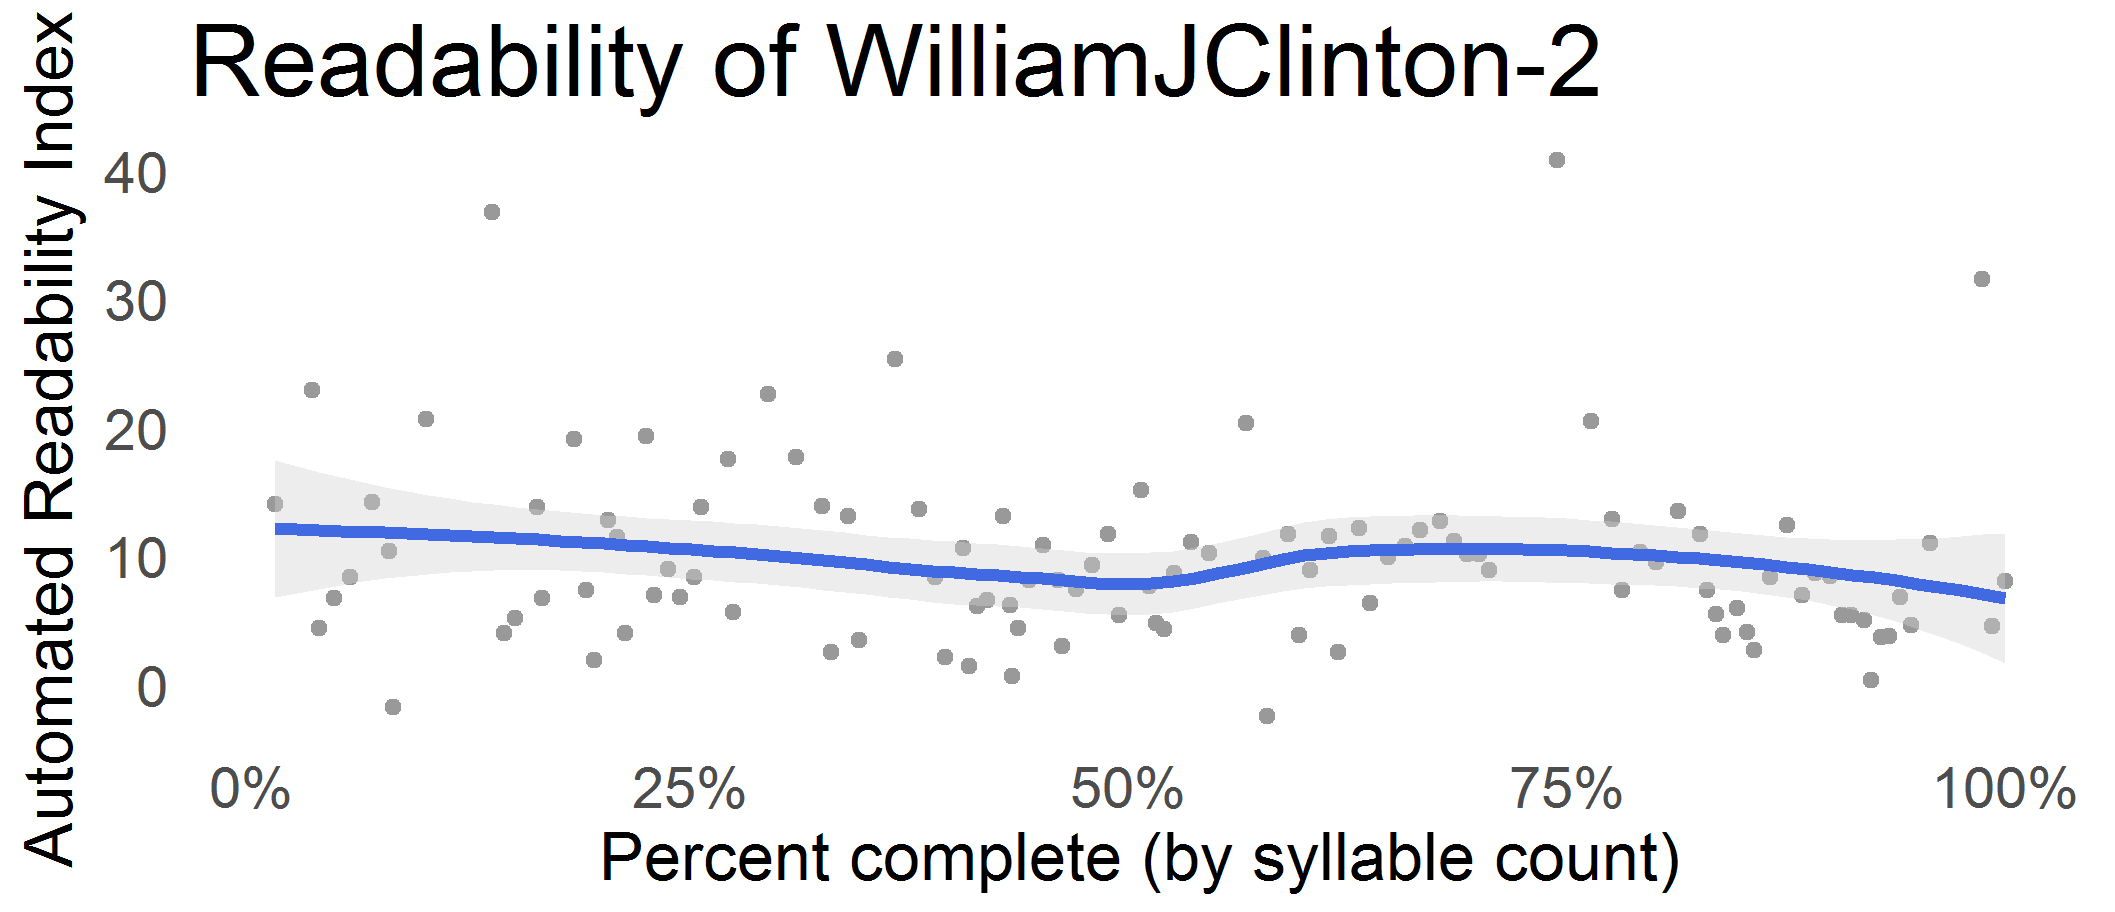 Readability of WilliamJClinton-2
Automated Readability Index
40
30
20
10
0
0% 25% 50% 75% 100%
Percent complete (by syllable count)